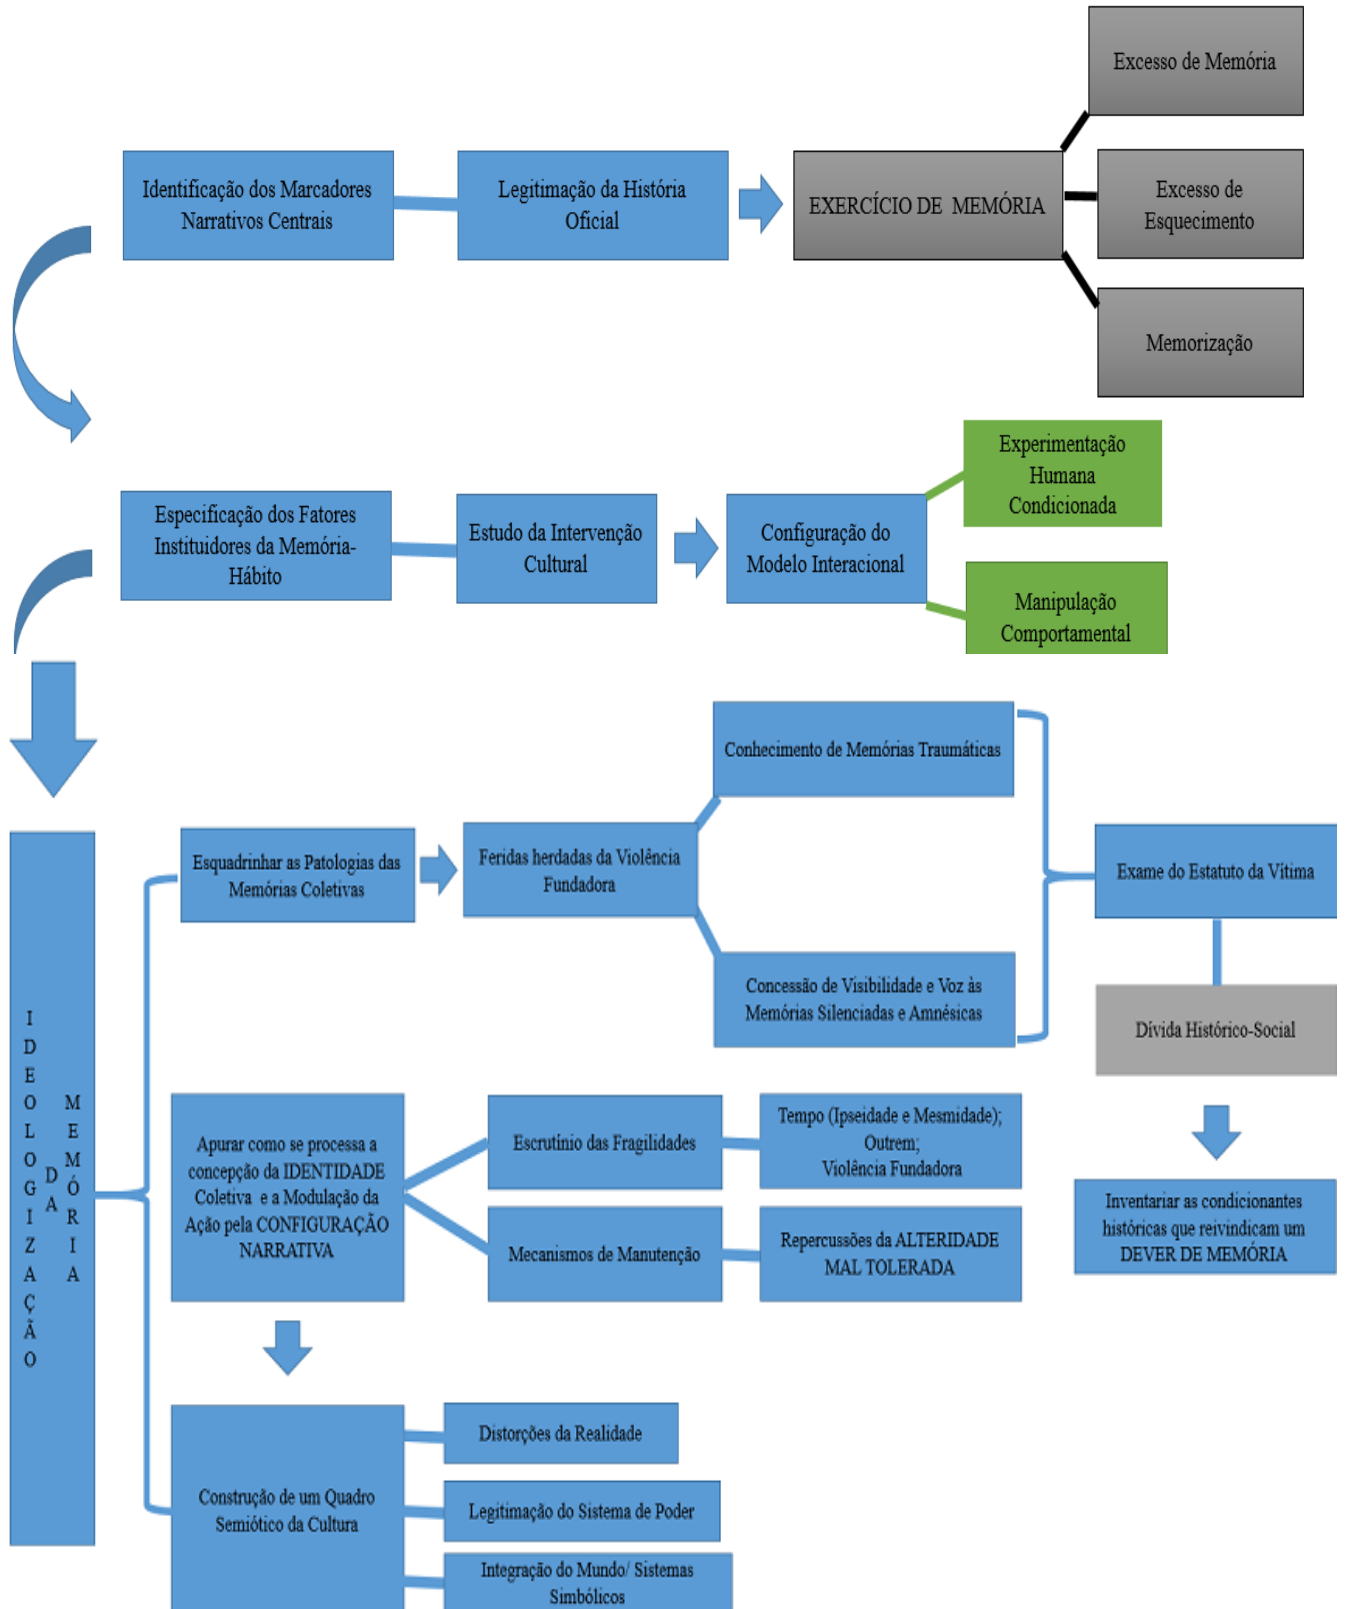 Excesso de Memória
Identificação dos Marcadores
Narrativos Centrais
Legitimação da História
Oficial
EXERCÍCIO DE MEMÓRIA
Excesso de
Esquecimento
Memorização
Experimentação
Humana
Condicionada
Especificação dos Fatores
Instituidores da Memória-
Hábito
Estudo da Intervenção
Cultural
Configuração do
Modelo Interacional
Manipulação
Comportamental
IDEOLOGIZAÇÃO
DA
MEMÓRIA
Esquadrinhar as Patologias das
Memórias Coletivas
Feridas herdadas da Violência
Fundadora
Conhecimento de Memórias Traumáticas
Concessão de Visibilidade e Voz às
Memórias Silenciadas e Amnésicas
Exame do Estatuto da Vítima
Dívida Histórico-Social
Inventariar as condicionantes
históricas que reivindicam um
DEVER DE MEMÓRIA
Apurar como se processa a
concepção da IDENTIDADE
Coletiva e a Modulação da
Ação pela CONFIGURAÇÃO
NARRATIVA
Escrutínio das Fragilidades
Tempo (Ipseidade e Mesmidade);
Outrem;
Violência Fundadora
Mecanismos de Manutenção
Repercussões da ALTERIDADE
MAL TOLERADA
Construção de um Quadro
Semiótico da Cultura
Distorções da Realidade
Legitimação do Sistema de Poder
Integração do Mundo/ Sistemas
Simbólicos